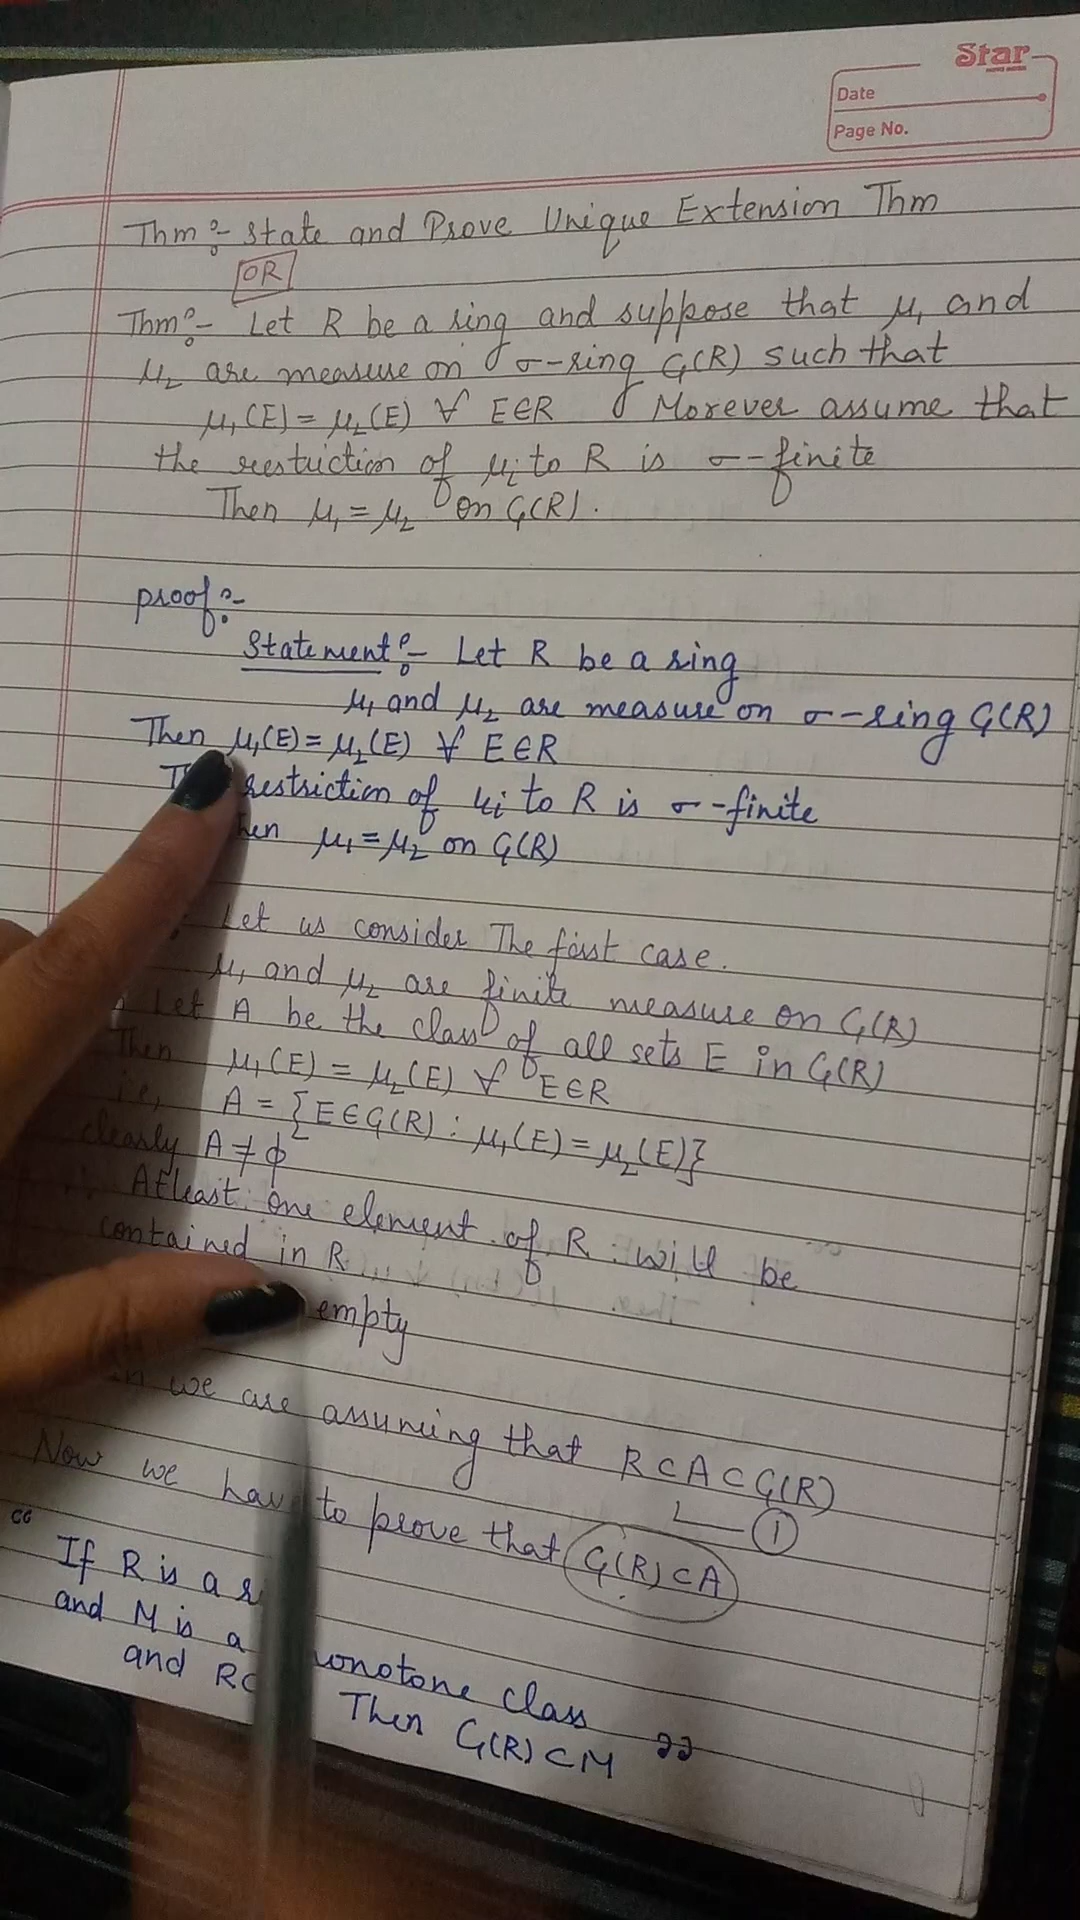 Star
Date
Page No.
Thm:- State and Prove Unique Extension Thm
OR
Thm:- Let R be a ring and suppose that μ₁ and
μ₂ are measure on σ-ring G(R) such that
μ₁(E) = μ₂(E) ∀ E∈R Morever assume that
the restriction of μi to R is σ-finite
Then μ₁ = μ₂ on G(R).
proof:-
Statement:- Let R be a ring
μ₁ and μ₂ are measure on σ-ring G(R)
Then μ₁(E) = μ₂(E) ∀ E∈R
restriction of μi to R is σ-finite
μ₁ = μ₂ on G(R)
Let us consider The first case.
μ₁ and μ₂ are finite measure on G(R)
Let A be the class of all sets E in G(R)
Then μ₁(E) = μ₂(E) ∀ E∈R
i.e, A = {E∈G(R) : μ₁(E) = μ₂(E)}
clearly A ≠ ϕ
Atleast one element of R will be
contained in R
empty
we are assuming that R⊂A⊂G(R)
①
Now we have to prove that G(R)⊂A
“ If R is a
and M is a monotone class
and R⊂ Then G(R)⊂M ”